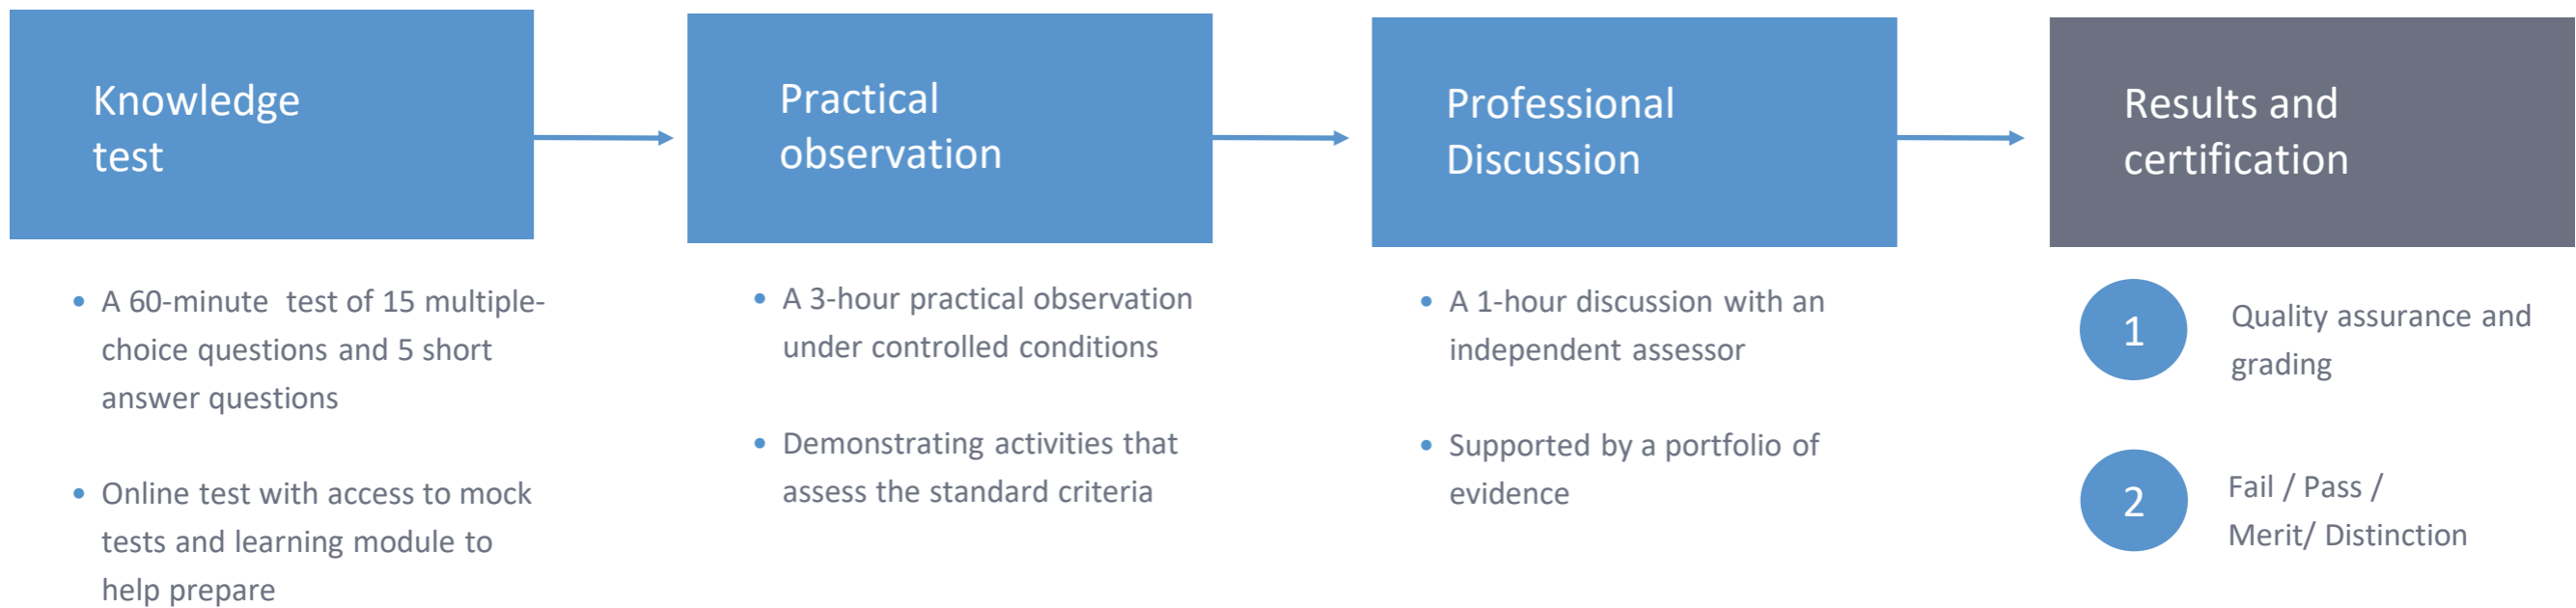 Knowledge
test
• A 60-minute test of 15 multiple-
choice questions and 5 short
answer questions
• Online test with access to mock
tests and learning module to
help prepare
Practical
observation
• A 3-hour practical observation
under controlled conditions
• Demonstrating activities that
assess the standard criteria
Professional
Discussion
• A 1-hour discussion with an
independent assessor
• Supported by a portfolio of
evidence
Results and
certification
1
Quality assurance and
grading
2
Fail / Pass /
Merit/ Distinction